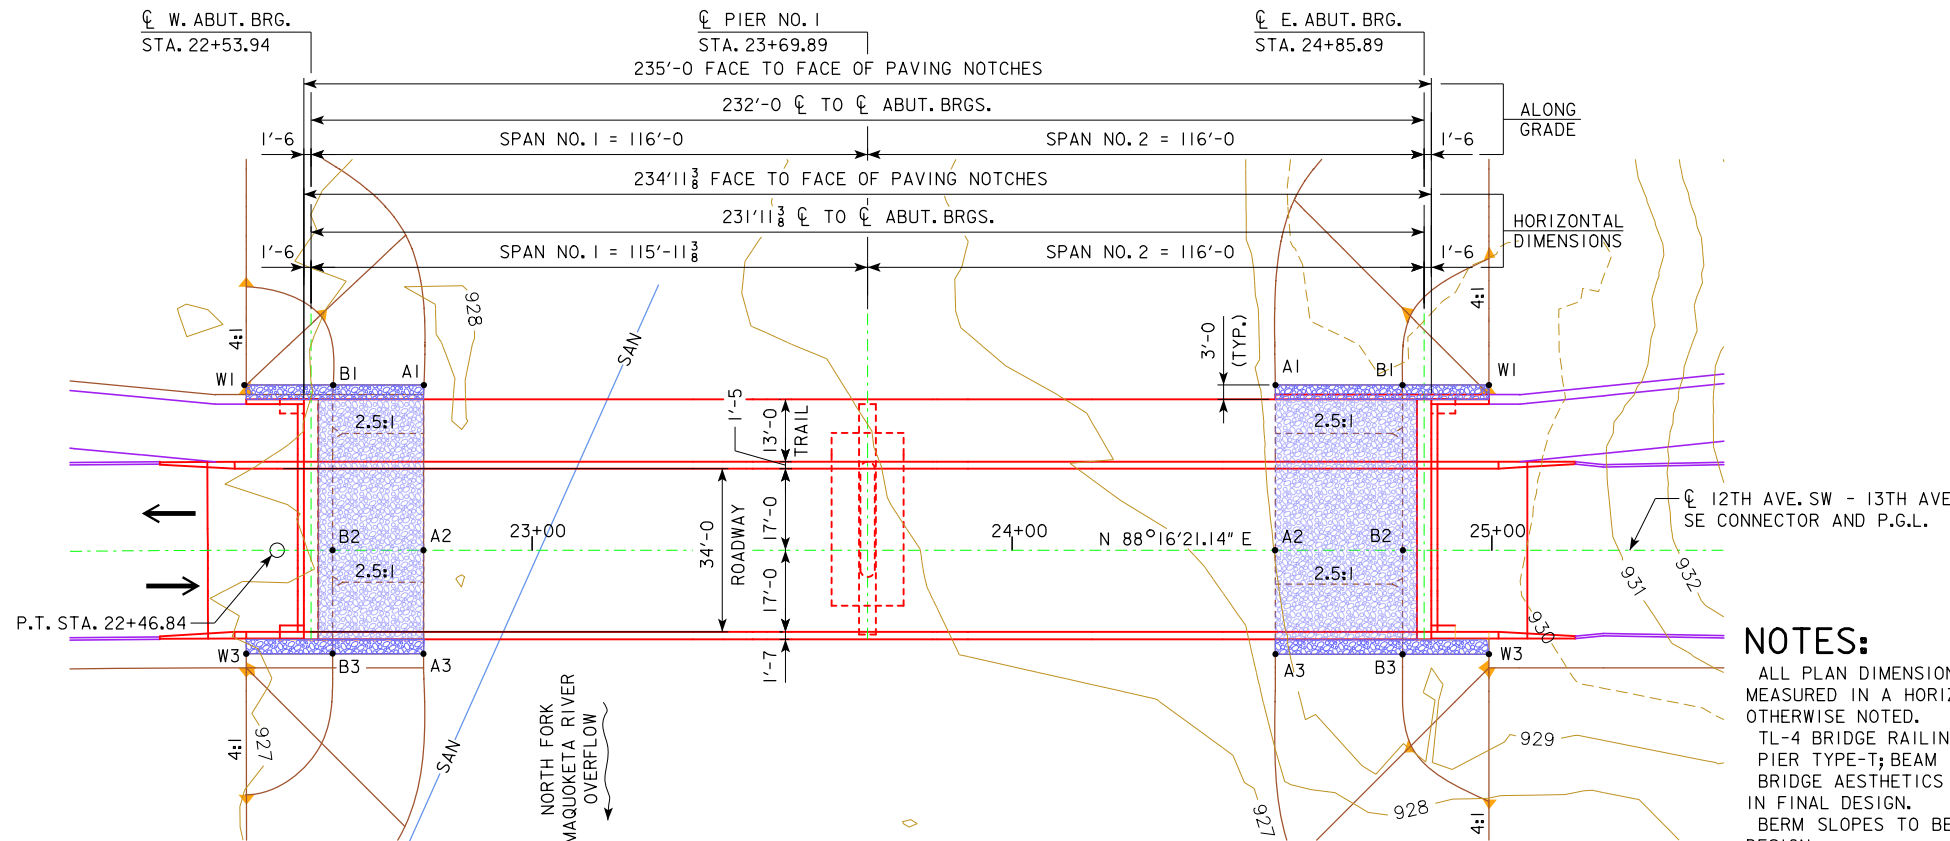 ℄ W. ABUT. BRG.
STA. 22+53.94
℄ PIER NO. 1
STA. 23+69.89
℄ E. ABUT. BRG.
STA. 24+85.89
235'-0 FACE TO FACE OF PAVING NOTCHES
232'-0 ℄ TO ℄ ABUT. BRGS.
ALONG
GRADE
1'-6
SPAN NO. 1 = 116'-0
SPAN NO. 2 = 116'-0
1'-6
234'11⅜ FACE TO FACE OF PAVING NOTCHES
231'11⅜ ℄ TO ℄ ABUT. BRGS.
HORIZONTAL
DIMENSIONS
1'-6
SPAN NO. 1 = 115'-11⅜
SPAN NO. 2 = 116'-0
1'-6
4:1
928
SAN
3'-0
(TYP.)
4:1
W1
B1
A1
A1
B1
W1
2.5:1
1'-5
13'-0
TRAIL
2.5:1
34'-0
ROADWAY
17'-0
17'-0
1'-7
B2
A2
23+00
24+00
N 88°16'21.14" E
A2
B2
25+00
℄ 12TH AVE. SW - 13TH AVE
SE CONNECTOR AND P.G.L.
2.5:1
2.5:1
931
932
930
P.T. STA. 22+46.84
W3
B3
A3
A3
B3
W3
4:1
927
SAN
NORTH FORK
MAQUOKETA RIVER
OVERFLOW
927
928
929
4:1
NOTES:
ALL PLAN DIMENSION
MEASURED IN A HORIZ
OTHERWISE NOTED.
TL-4 BRIDGE RAILIN
PIER TYPE-T; BEAM
BRIDGE AESTHETICS
IN FINAL DESIGN.
BERM SLOPES TO BE